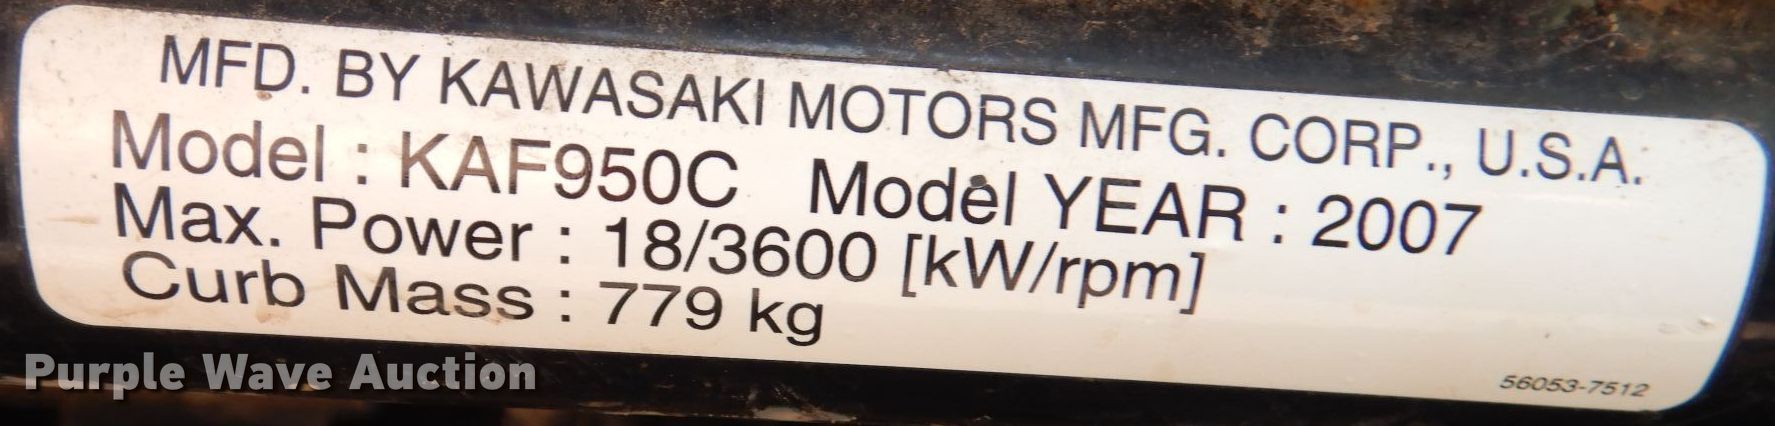 MFD. BY KAWASAKI MOTORS MFG. CORP., U.S.A.
Model : KAF950C Model YEAR : 2007
Max. Power : 18/3600 [kW/rpm]
Curb Mass : 779 kg
56053-7512
Purple Wave Auction